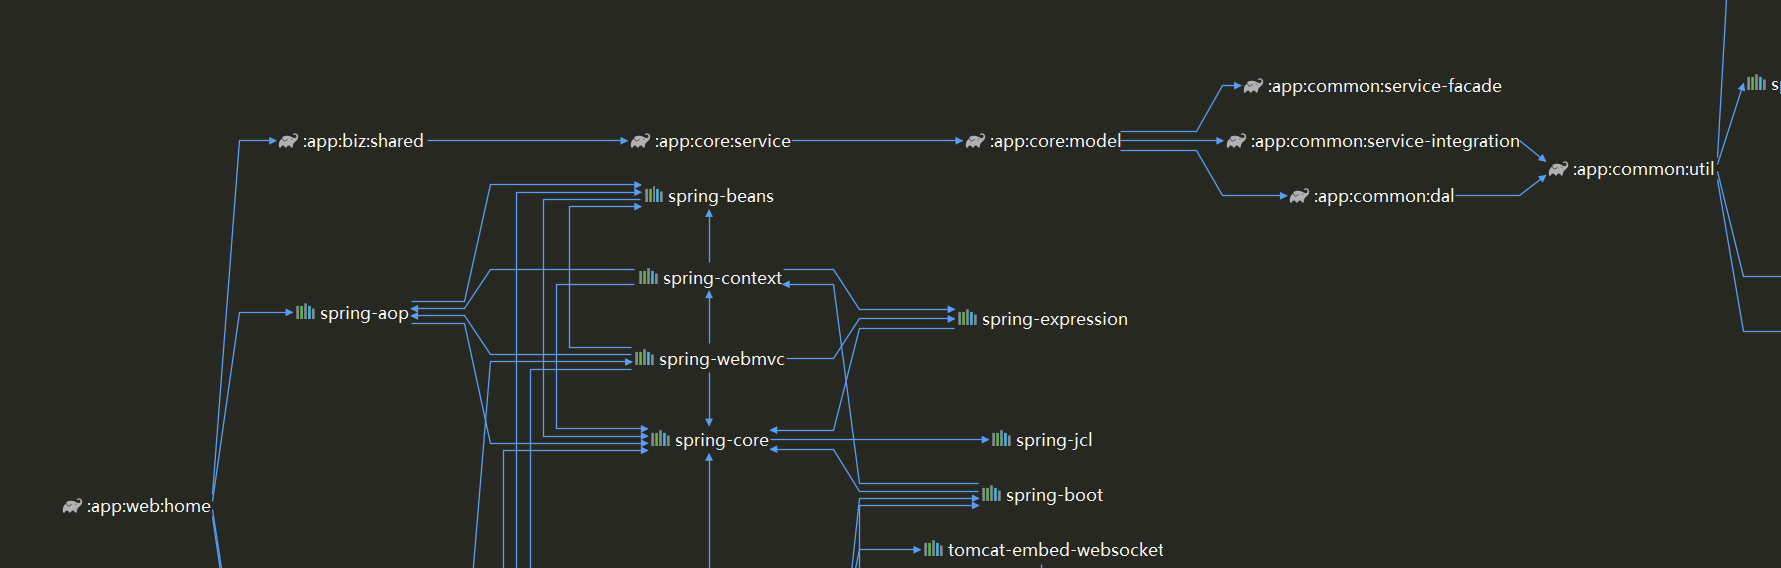 :app:common:service-facade
:app:biz:shared
:app:core:service
:app:core:model
:app:common:service-integration
:app:common:util
spring-beans
:app:common:dal
spring-context
spring-aop
spring-expression
spring-webmvc
spring-core
spring-jcl
spring-boot
:app:web:home
tomcat-embed-websocket